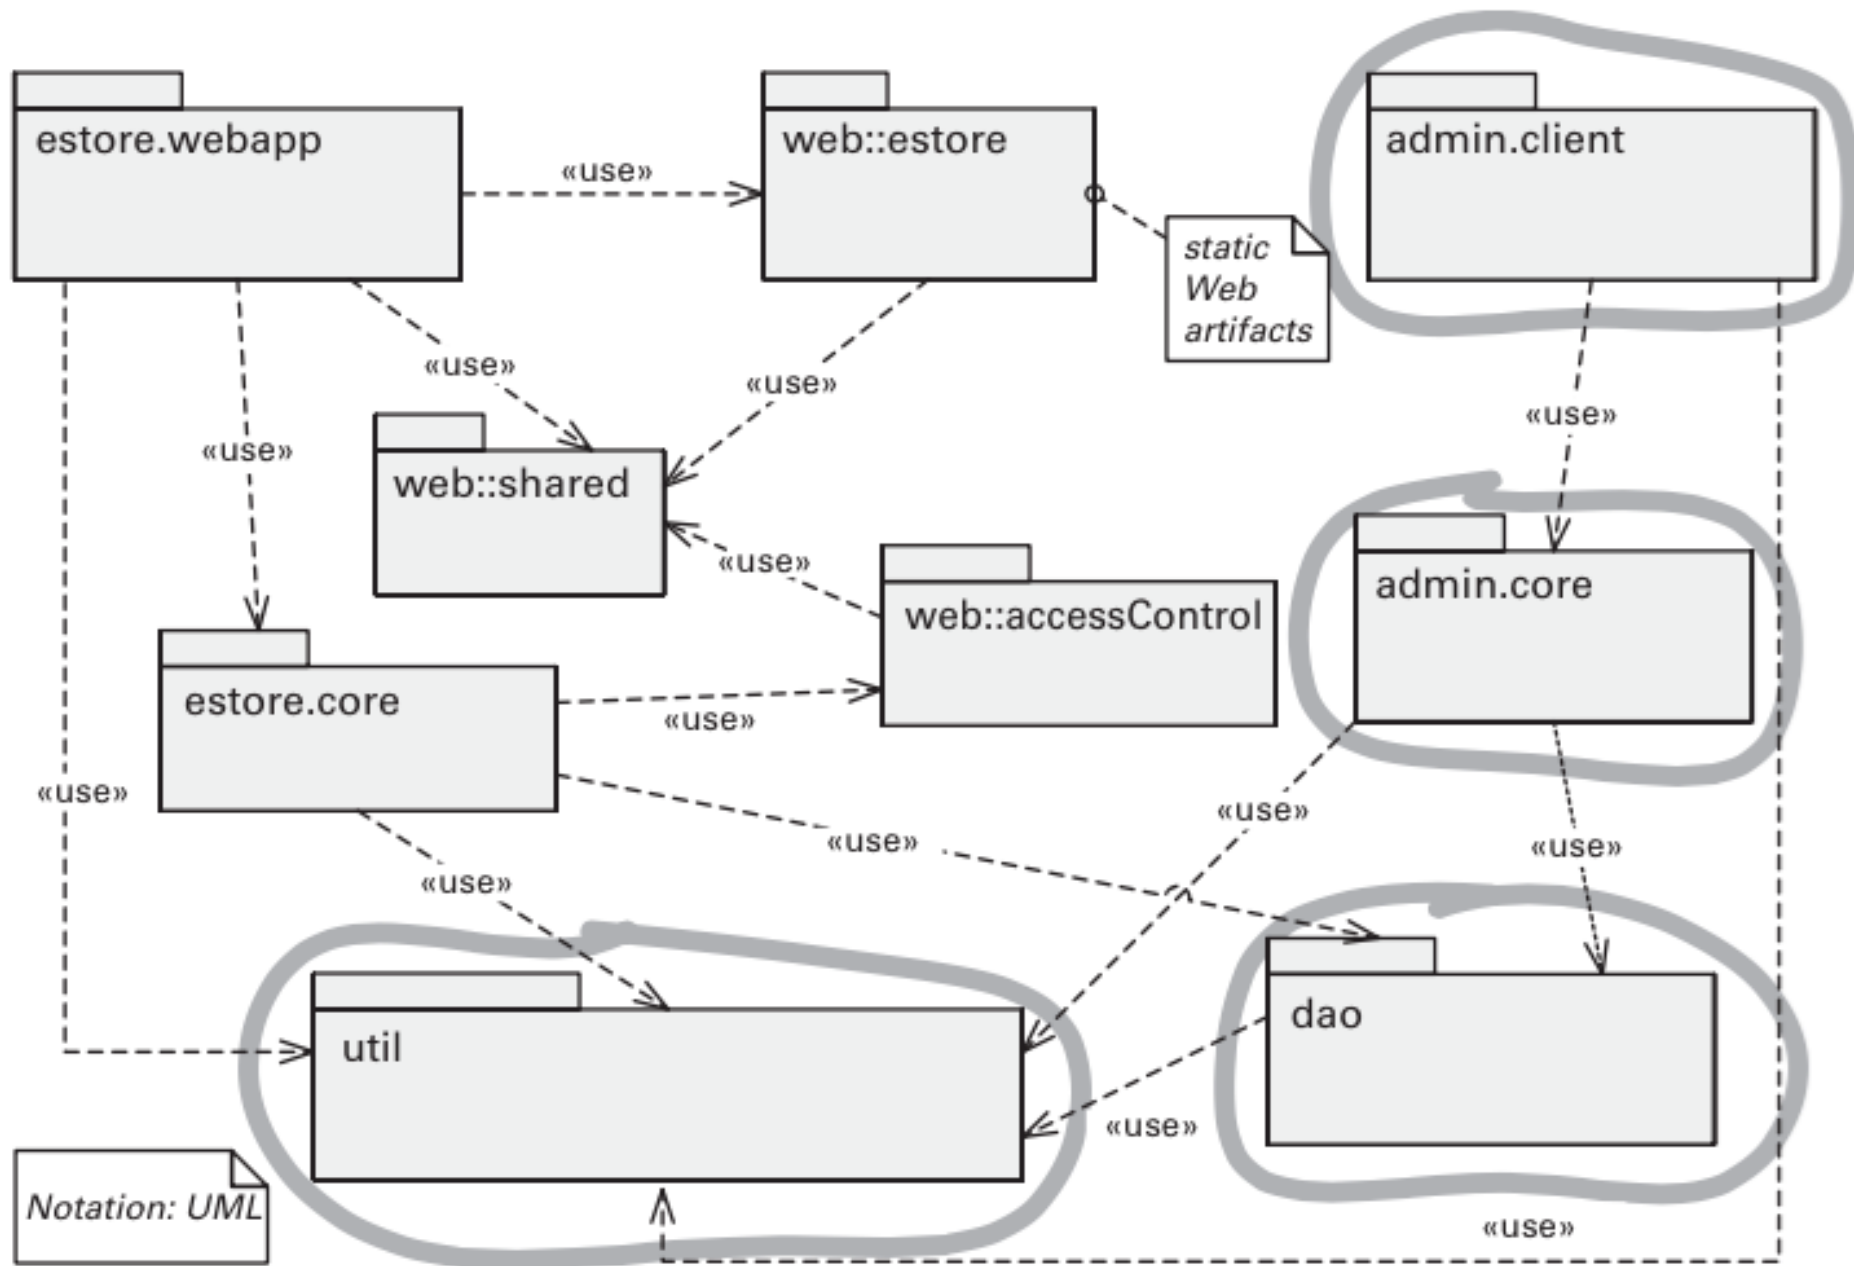 estore.webapp
«use»
web::estore
admin.client
static
Web
artifacts
«use»
«use»
«use»
«use»
web::shared
«use»
web::accessControl
admin.core
estore.core
«use»
«use»
«use»
«use»
«use»
«use»
util
dao
«use»
Notation: UML
«use»